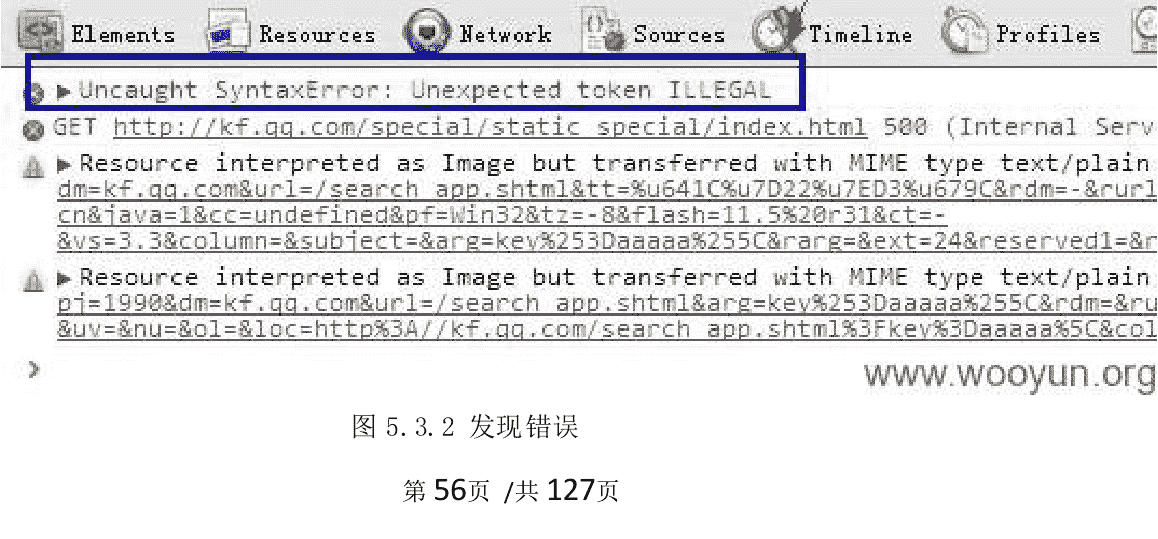 Elements Resources Network Sources Timeline Profiles
▶Uncaught SyntaxError: Unexpected token ILLEGAL
GET http://kf.qq.com/special/static_special/index.html 500 (Internal Serv
▶Resource interpreted as Image but transferred with MIME type text/plain
dm=kf.qq.com&url=/search_app.shtml&tt=%u641C%u7D22%u7ED3%u679C&rdm=-&rurl
cn&java=1&cc=undefined&pf=Win32&tz=-8&flash=11.5%20r31&ct=-
&vs=3.3&column=&subject=&arg=key%253Daaaaa%255C&rarg=&ext=24&reserved1=&r
▶Resource interpreted as Image but transferred with MIME type text/plain
pj=1990&dm=kf.qq.com&url=/search_app.shtml&arg=key%253Daaaaa%255C&rdm=&ru
&uv=&nu=&ol=&loc=http%3A//kf.qq.com/search_app.shtml%3Fkey%3Daaaaa%5C&col
>
www.wooyun.org
图 5.3.2 发现错误
第 56页 /共 127页